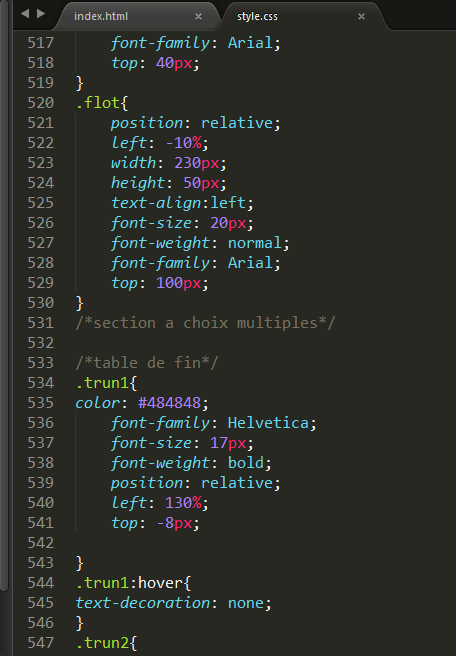 index.html × style.css ×
517 font-family: Arial;
518 top: 40px;
519 }
520 .flot{
521 position: relative;
522 left: -10%;
523 width: 230px;
524 height: 50px;
525 text-align:left;
526 font-size: 20px;
527 font-weight: normal;
528 font-family: Arial;
529 top: 100px;
530 }
531 /*section a choix multiples*/
532
533 /*table de fin*/
534 .trun1{
535 color: #484848;
536 font-family: Helvetica;
537 font-size: 17px;
538 font-weight: bold;
539 position: relative;
540 left: 130%;
541 top: -8px;
542
543 }
544 .trun1:hover{
545 text-decoration: none;
546 }
547 .trun2{